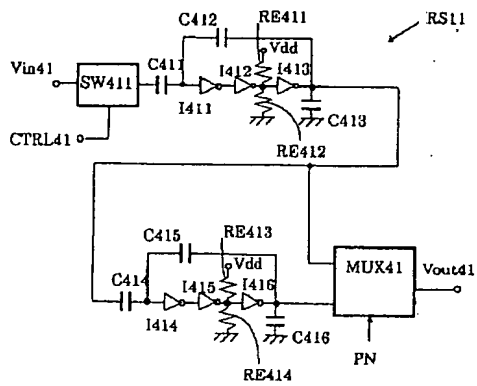 RE411
RS11
C412
Vdd
Vin41
SW411
C411
I412
I413
I411
C413
CTRL41
RE412
C415
RE413
Vdd
MUX41
Vout41
C414
I415
I416
I414
C416
PN
RE414